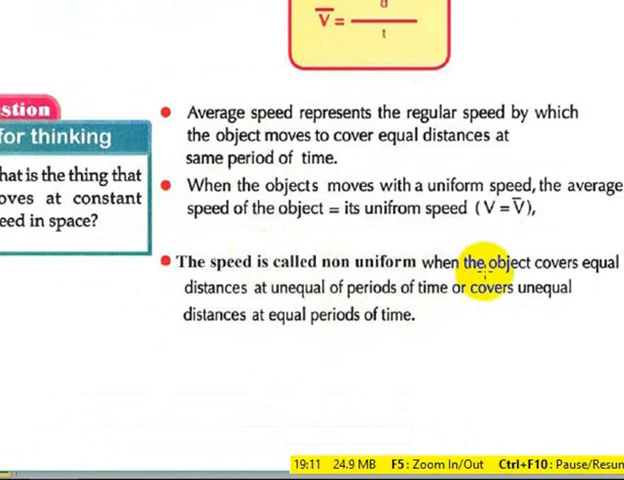 V = d
t
stion
for thinking
hat is the thing that
oves at constant
eed in space?
• Average speed represents the regular speed by which
the object moves to cover equal distances at
same period of time.
• When the objects moves with a uniform speed, the average
speed of the object = its unifrom speed ( V = V̅ ),
• The speed is called non uniform when the object covers equal
distances at unequal of periods of time or covers unequal
distances at equal periods of time.
19:11 24.9 MB F5 : Zoom In/Out Ctrl+F10 : Pause/Resun